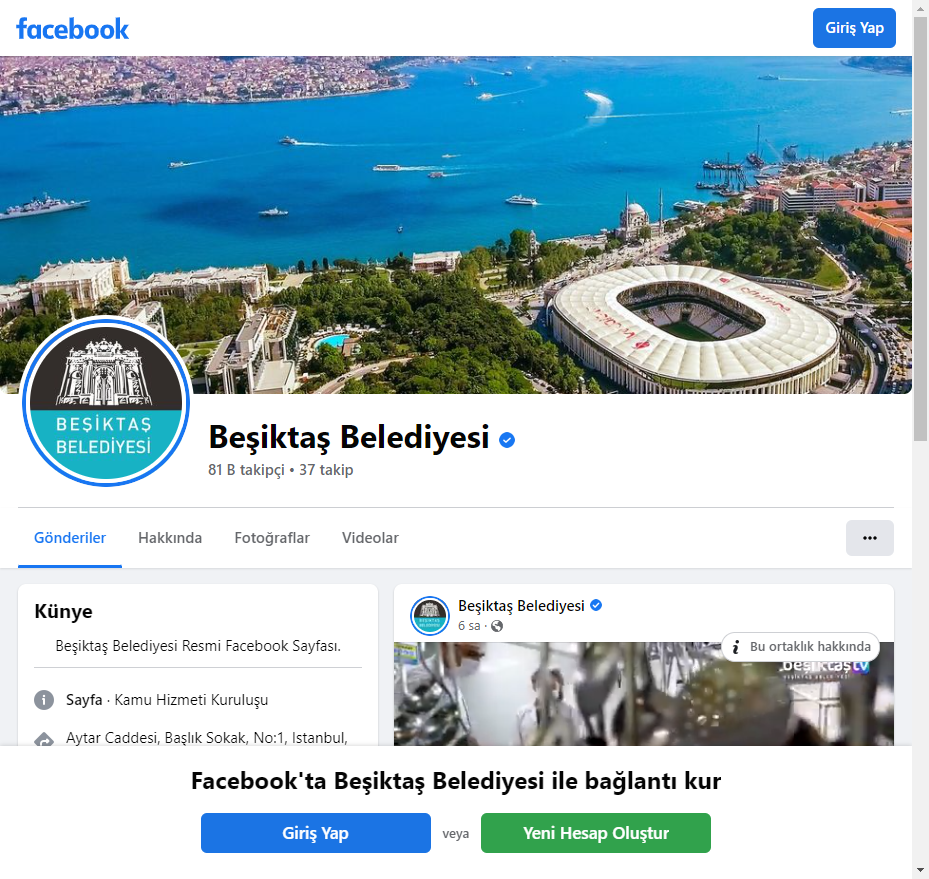 facebook
Giriş Yap
Vodafone
BEŞİKTAŞ
BELEDİYESİ
Beşiktaş Belediyesi
81 B takipçi • 37 takip
Gönderiler
Hakkında
Fotoğraflar
Videolar
Künye
Beşiktaş Belediyesi Resmi Facebook Sayfası.
Sayfa · Kamu Hizmeti Kuruluşu
Aytar Caddesi, Başlık Sokak, No:1, Istanbul,
Beşiktaş Belediyesi
6 sa ·
Bu ortaklık hakkında
beşiktaştv
Facebook'ta Beşiktaş Belediyesi ile bağlantı kur
Giriş Yap
veya
Yeni Hesap Oluştur